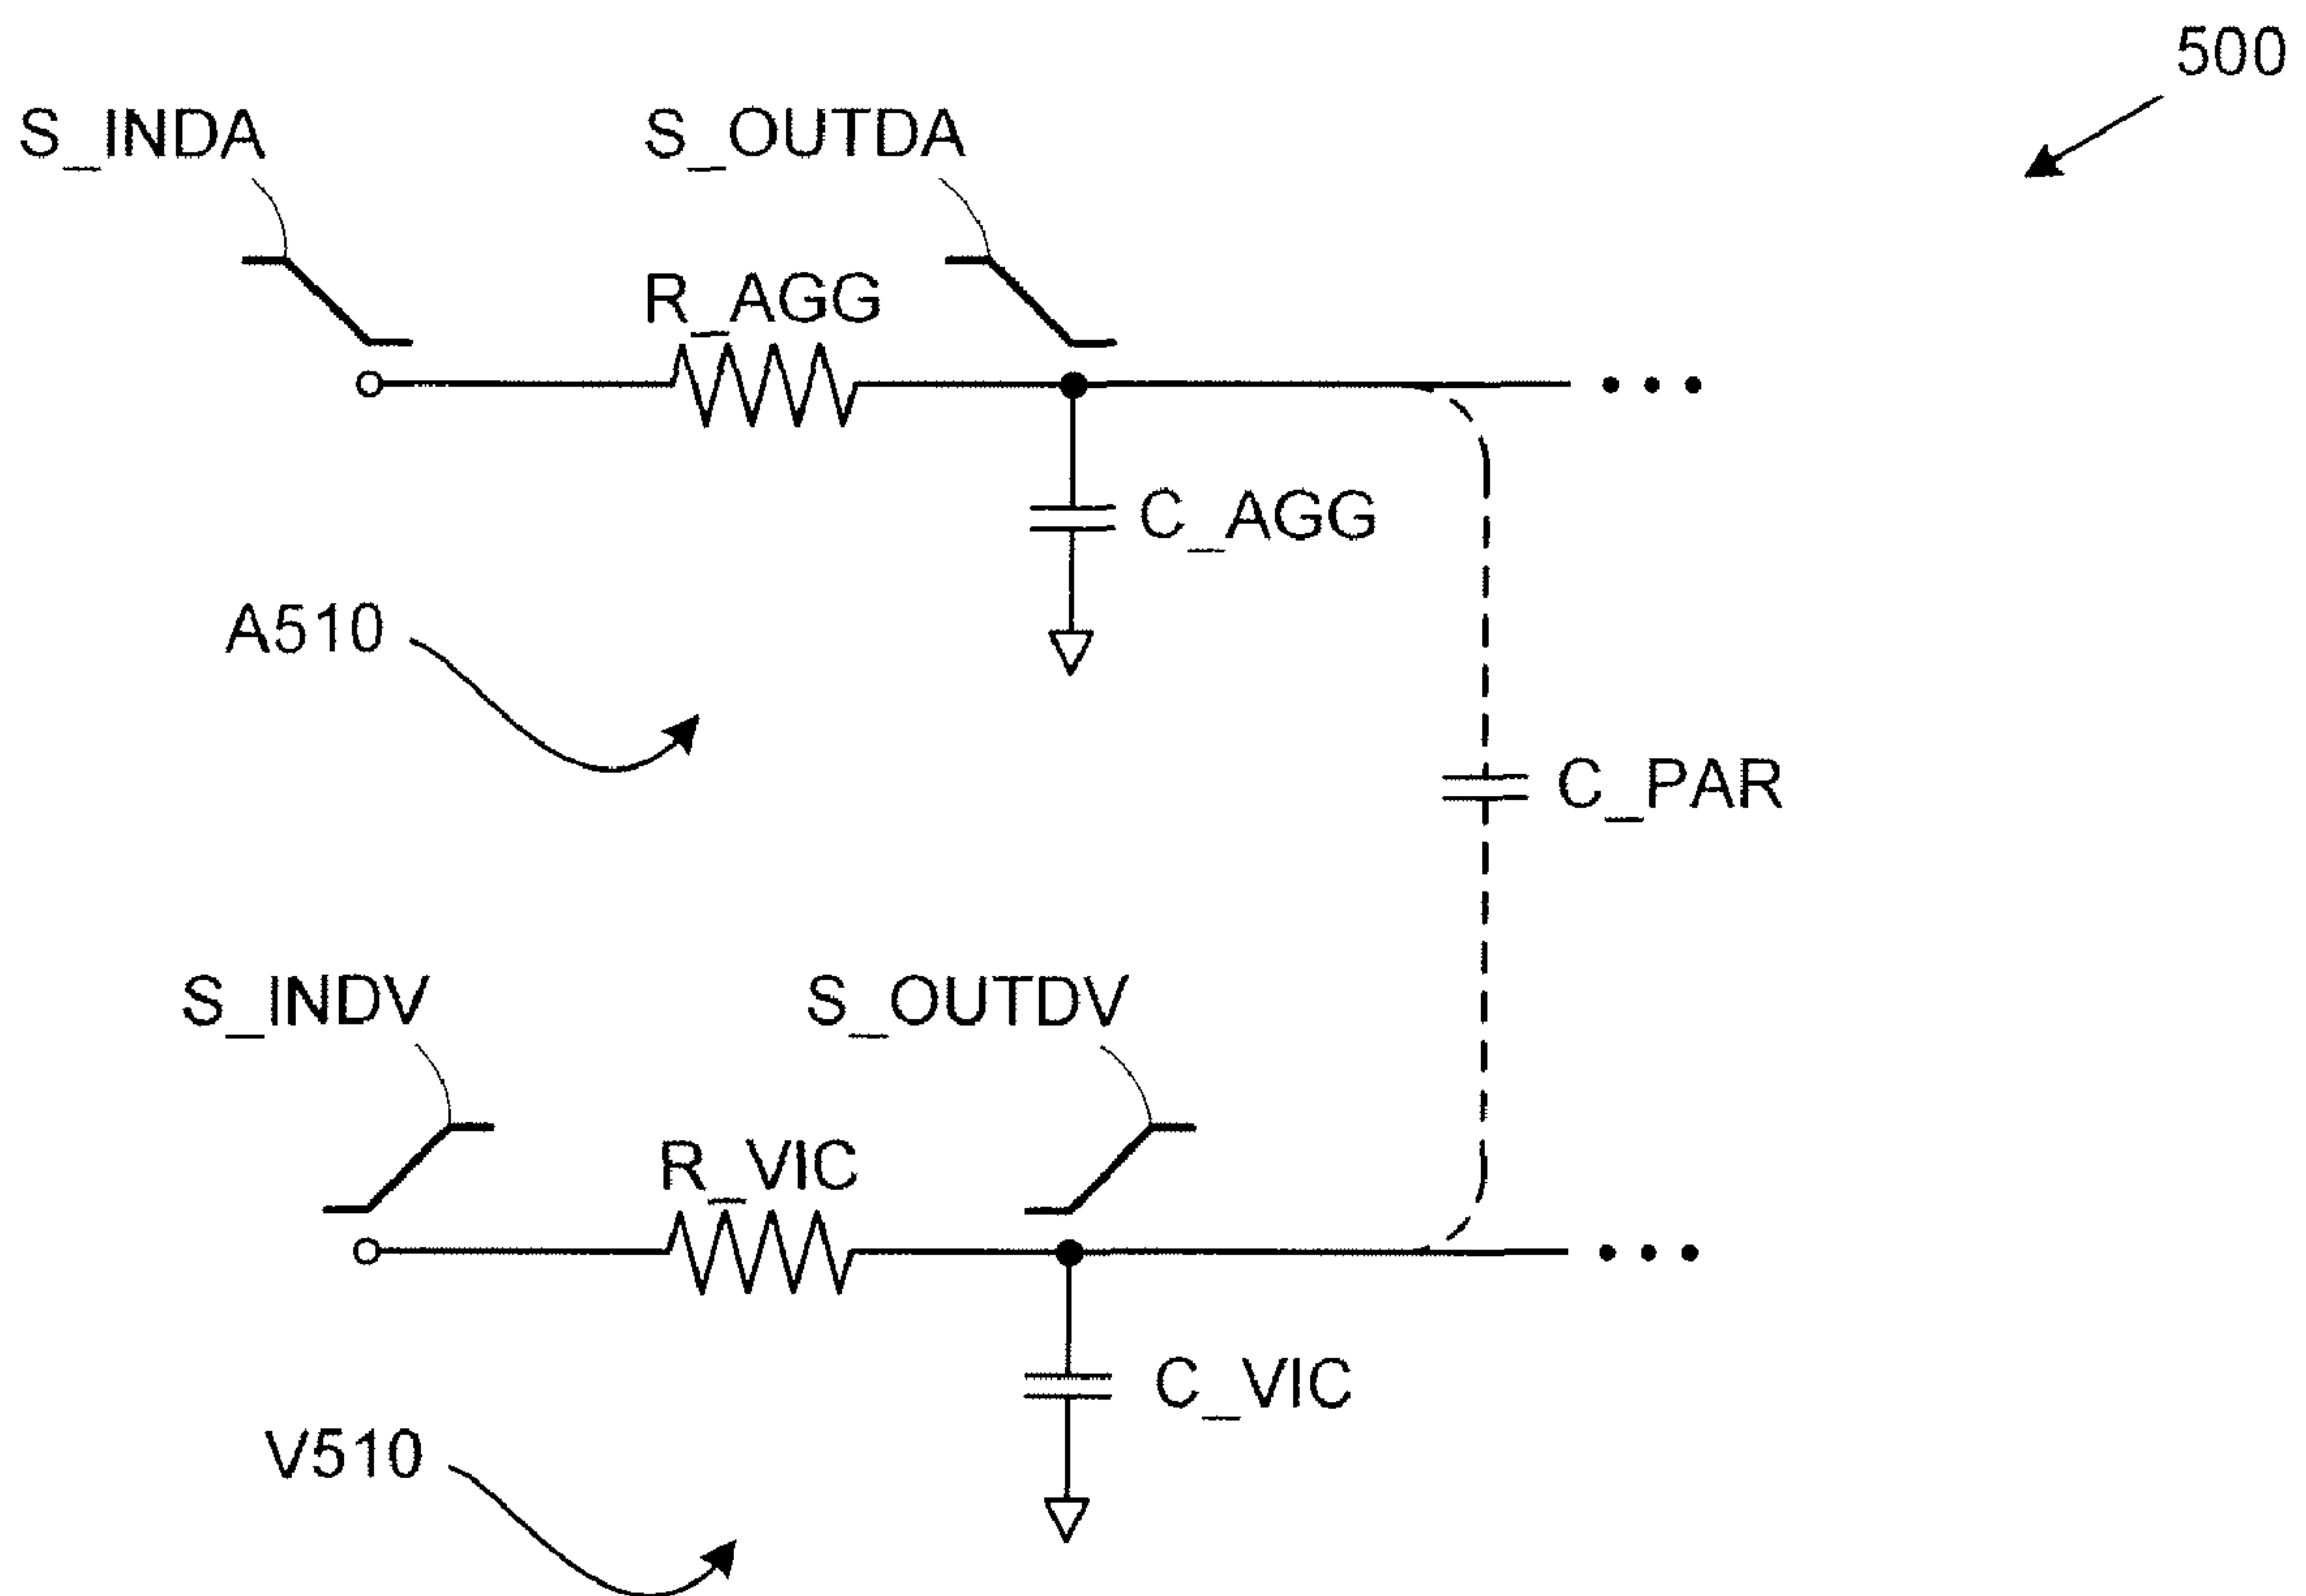 500
S_INDA
S_OUTDA
R_AGG
C_AGG
A510
C_PAR
S_INDV
S_OUTDV
R_VIC
C_VIC
V510